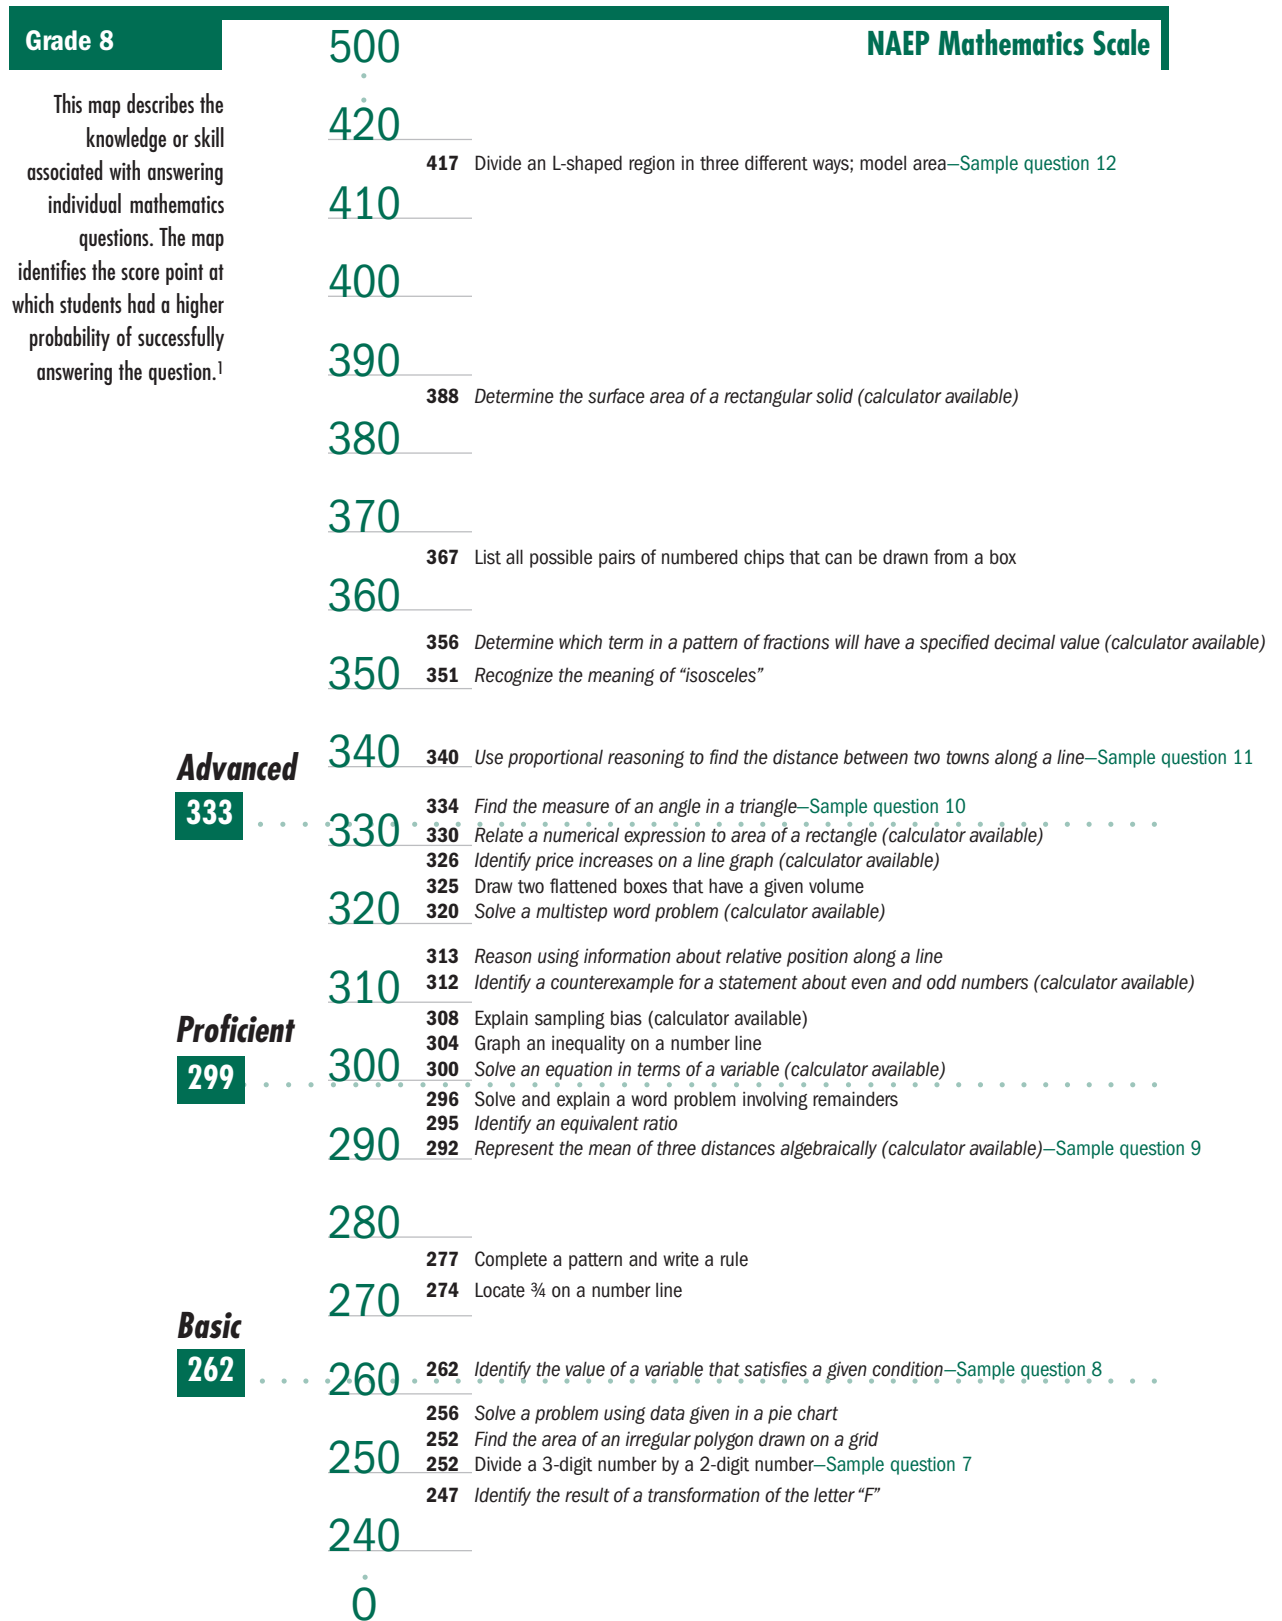 Grade 8
NAEP Mathematics Scale
This map describes the
knowledge or skill
associated with answering
individual mathematics
questions. The map
identifies the score point at
which students had a higher
probability of successfully
answering the question.1
500
420
417 Divide an L-shaped region in three different ways; model area–Sample question 12
410
400
390
388 Determine the surface area of a rectangular solid (calculator available)
380
370
367 List all possible pairs of numbered chips that can be drawn from a box
360
356 Determine which term in a pattern of fractions will have a specified decimal value (calculator available)
350
351 Recognize the meaning of “isosceles”
Advanced
340
340 Use proportional reasoning to find the distance between two towns along a line–Sample question 11
333
334 Find the measure of an angle in a triangle–Sample question 10
330
330 Relate a numerical expression to area of a rectangle (calculator available)
326 Identify price increases on a line graph (calculator available)
325 Draw two flattened boxes that have a given volume
320
320 Solve a multistep word problem (calculator available)
313 Reason using information about relative position along a line
310
312 Identify a counterexample for a statement about even and odd numbers (calculator available)
Proficient
308 Explain sampling bias (calculator available)
304 Graph an inequality on a number line
299
300
300 Solve an equation in terms of a variable (calculator available)
296 Solve and explain a word problem involving remainders
295 Identify an equivalent ratio
290
292 Represent the mean of three distances algebraically (calculator available)–Sample question 9
280
277 Complete a pattern and write a rule
270
274 Locate ¾ on a number line
Basic
262
260
262 Identify the value of a variable that satisfies a given condition–Sample question 8
256 Solve a problem using data given in a pie chart
252 Find the area of an irregular polygon drawn on a grid
250
252 Divide a 3-digit number by a 2-digit number–Sample question 7
247 Identify the result of a transformation of the letter “F”
240
0